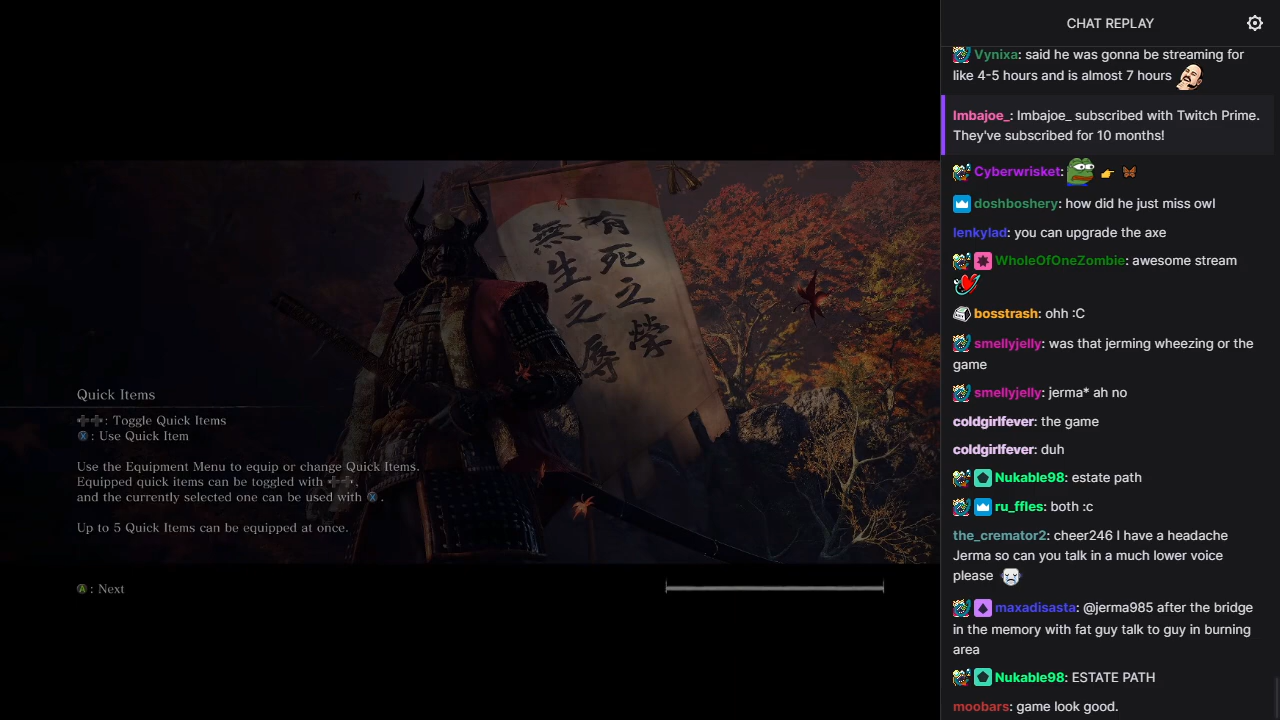 CHAT REPLAY
Vynixa: said he was gonna be streaming for
like 4-5 hours and is almost 7 hours
Imbajoe_: Imbajoe_ subscribed with Twitch Prime.
They've subscribed for 10 months!
Cyberwrisket:
doshboshery: how did he just miss owl
lenkylad: you can upgrade the axe
WholeOfOneZombie: awesome stream
bosstrash: ohh :C
smellyjelly: was that jerming wheezing or the
game
smellyjelly: jerma* ah no
coldgirlfever: the game
coldgirlfever: duh
Nukable98: estate path
ru_ffles: both :c
the_cremator2: cheer246 I have a headache
Jerma so can you talk in a much lower voice
please
maxadisasta: @jerma985 after the bridge
in the memory with fat guy talk to guy in burning
area
Nukable98: ESTATE PATH
moobars: game look good.
有死之榮
無生之辱
Quick Items
: Toggle Quick Items
X: Use Quick Item
Use the Equipment Menu to equip or change Quick Items.
Equipped quick items can be toggled with ,
and the currently selected one can be used with X.
Up to 5 Quick Items can be equipped at once.
A: Next